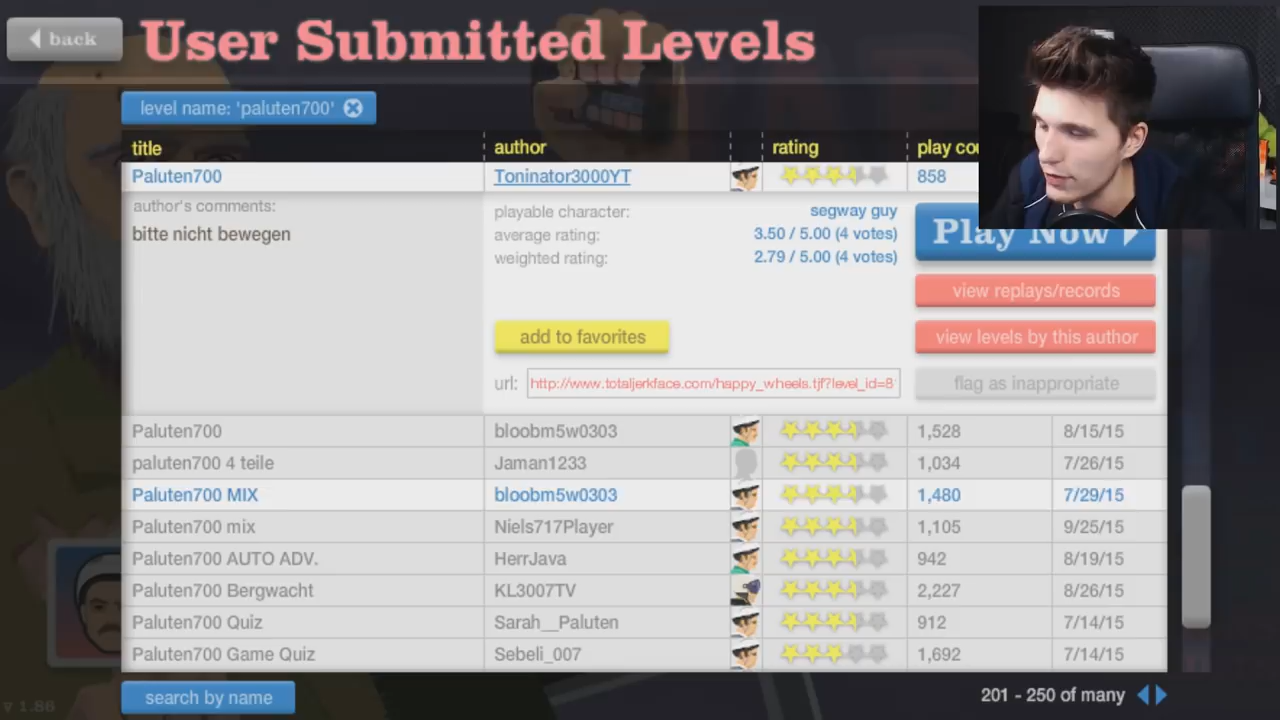 back
User Submitted Levels
level name: 'paluten700'
title author rating play cou
Paluten700 Toninator3000YT 858
author's comments:
bitte nicht bewegen
playable character: segway guy
average rating: 3.50 / 5.00 (4 votes)
weighted rating: 2.79 / 5.00 (4 votes)
Play Now
view replays/records
add to favorites
view levels by this author
url: http://www.totaljerkface.com/happy_wheels.tjf?level_id=8
flag as inappropriate
Paluten700 bloobm5w0303 1,528 8/15/15
paluten700 4 teile Jaman1233 1,034 7/26/15
Paluten700 MIX bloobm5w0303 1,480 7/29/15
Paluten700 mix Niels717Player 1,105 9/25/15
Paluten700 AUTO ADV. HerrJava 942 8/19/15
Paluten700 Bergwacht KL3007TV 2,227 8/26/15
Paluten700 Quiz Sarah__Paluten 912 7/14/15
Paluten700 Game Quiz Sebeli_007 1,692 7/14/15
search by name
201 - 250 of many
v 1.86